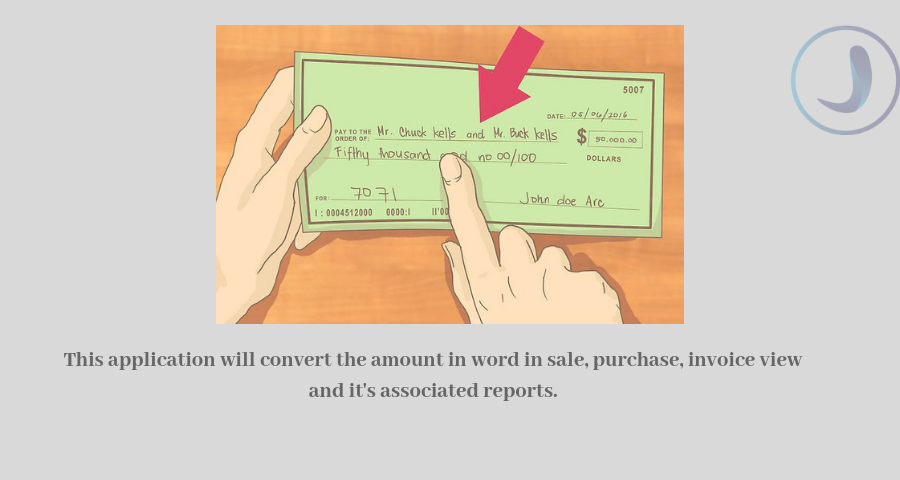 5007
DATE: 05/04/2016
PAY TO THE
ORDER OF: Mr. Chuck kells and Mr. Buck kells $ 50.000.00
Fifthy thousand and no 00/100 DOLLARS
FOR: 7071 John doe Arc
I : 0004512000 0000:I II'00
This application will convert the amount in word in sale, purchase, invoice view
and it's associated reports.